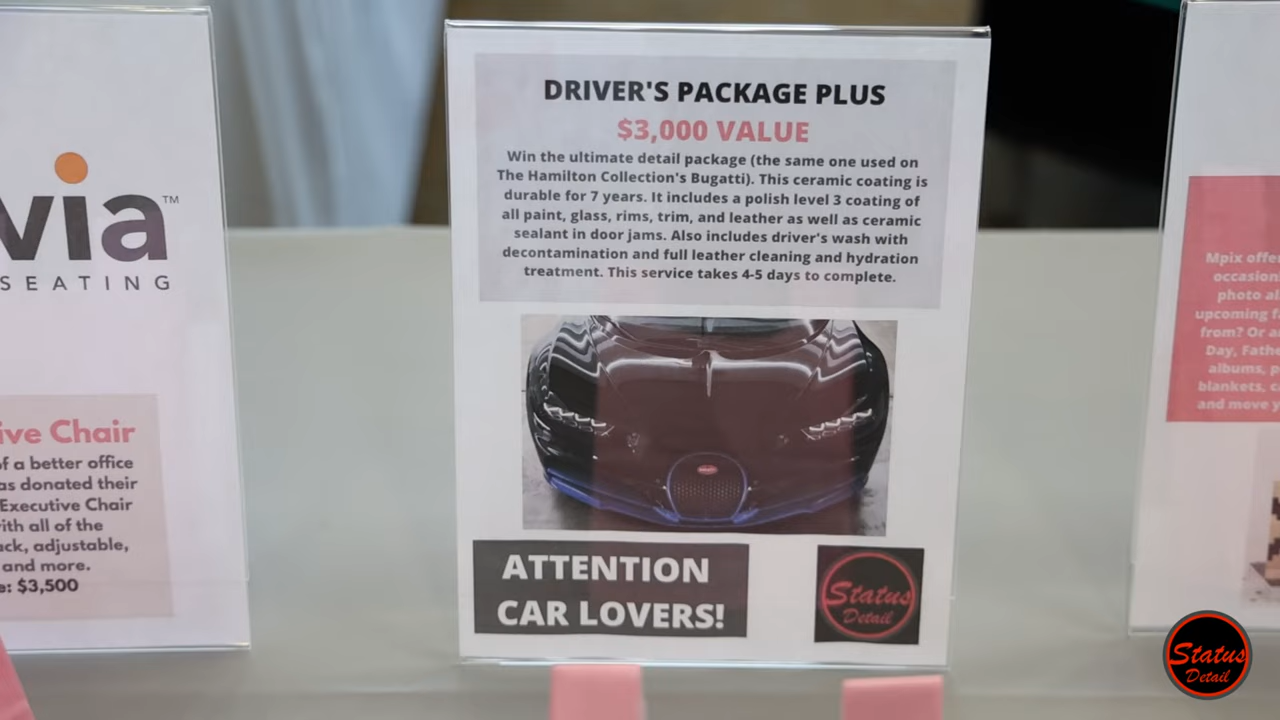 via™
SEATING
ive Chair
of a better office
as donated their
Executive Chair
with all of the
ack, adjustable,
and more.
e: $3,500
DRIVER'S PACKAGE PLUS
$3,000 VALUE
Win the ultimate detail package (the same one used on
The Hamilton Collection's Bugatti). This ceramic coating is
durable for 7 years. It includes a polish level 3 coating of
all paint, glass, rims, trim, and leather as well as ceramic
sealant in door jams. Also includes driver's wash with
decontamination and full leather cleaning and hydration
treatment. This service takes 4-5 days to complete.
ATTENTION
CAR LOVERS!
Status
Detail
Mpix offe
occasion
photo al
upcoming f
from? Or a
Day, Fathe
albums, p
blankets, c
and move y
Status
Detail